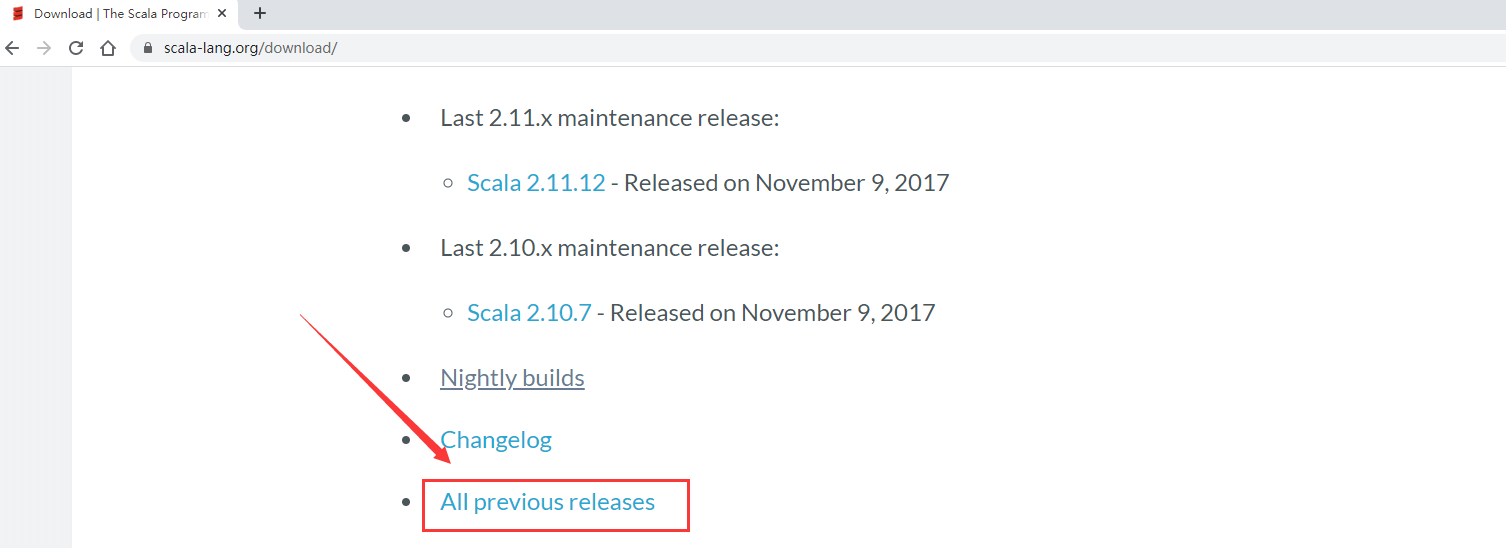 Download | The Scala Program
scala-lang.org/download/
Last 2.11.x maintenance release:
Scala 2.11.12 - Released on November 9, 2017
Last 2.10.x maintenance release:
Scala 2.10.7 - Released on November 9, 2017
Nightly builds
Changelog
All previous releases